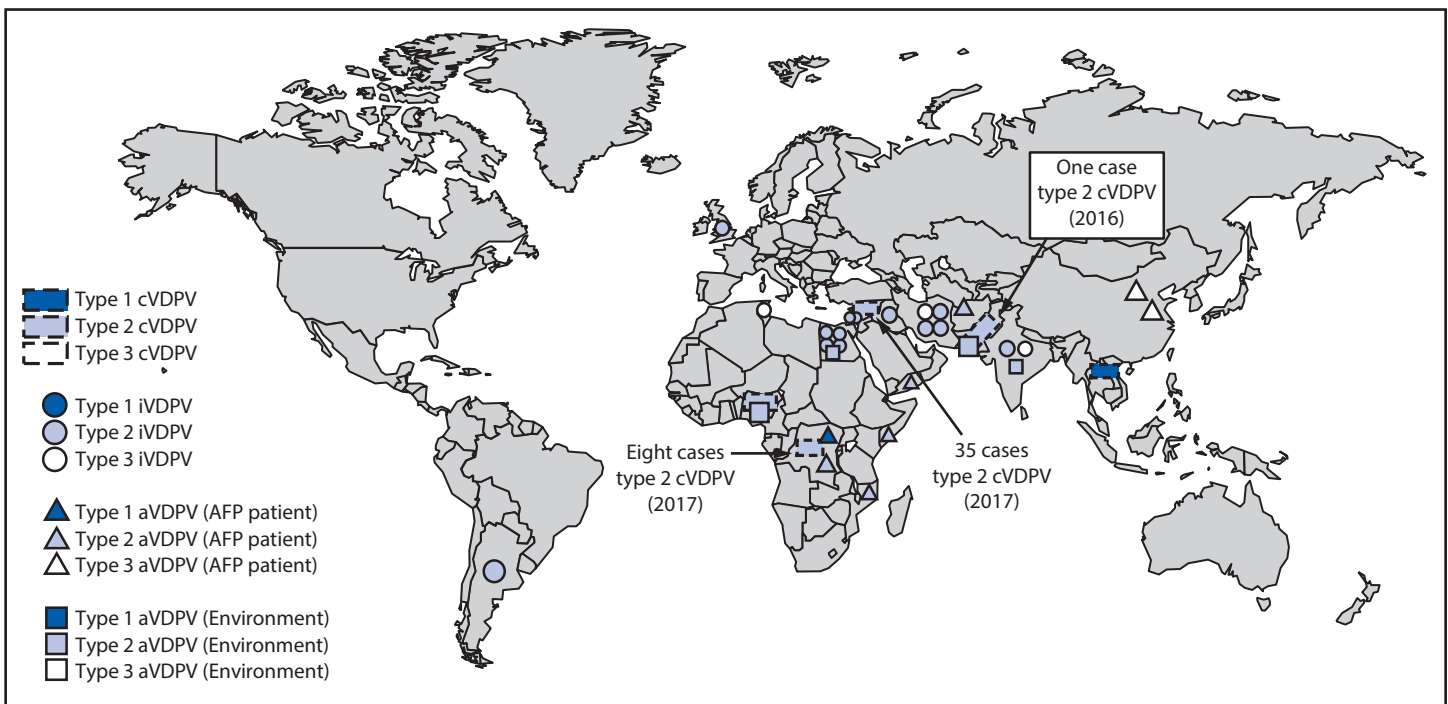 One case
type 2 cVDPV
(2016)
Type 1 cVDPV
Type 2 cVDPV
Type 3 cVDPV
Type 1 iVDPV
Type 2 iVDPV
Type 3 iVDPV
Eight cases
type 2 cVDPV
(2017)
35 cases
type 2 cVDPV
(2017)
Type 1 aVDPV (AFP patient)
Type 2 aVDPV (AFP patient)
Type 3 aVDPV (AFP patient)
Type 1 aVDPV (Environment)
Type 2 aVDPV (Environment)
Type 3 aVDPV (Environment)